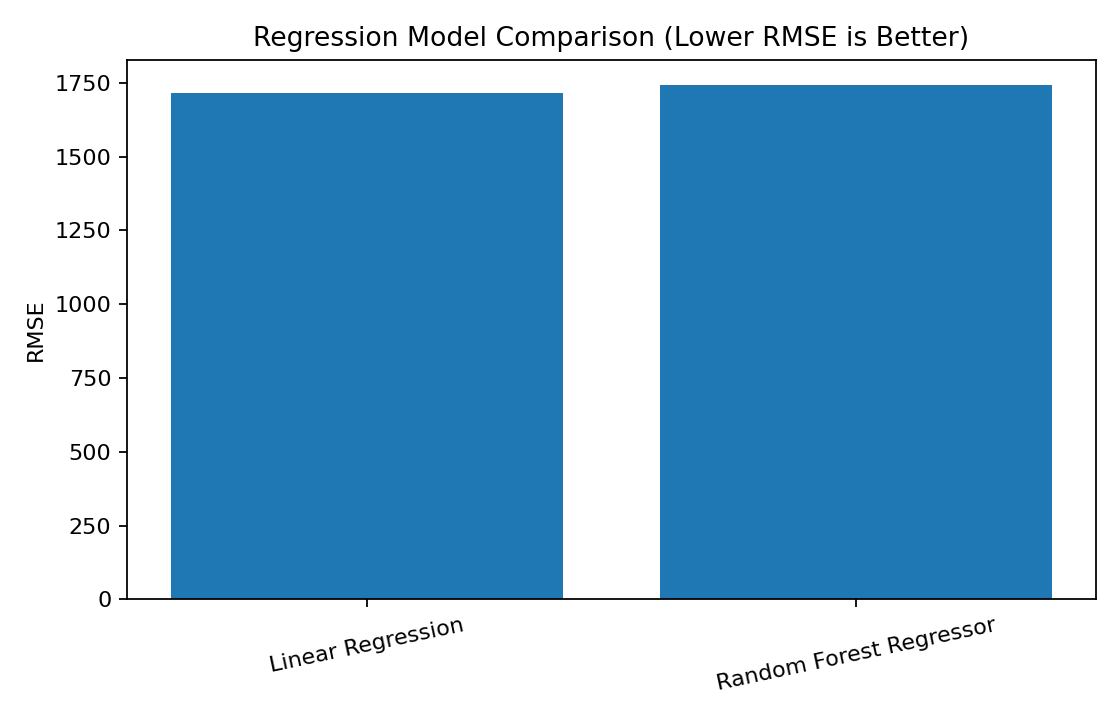 Regression Model Comparison (Lower RMSE is Better)
RMSE
1750
1500
1250
1000
750
500
250
0
Linear Regression
Random Forest Regressor